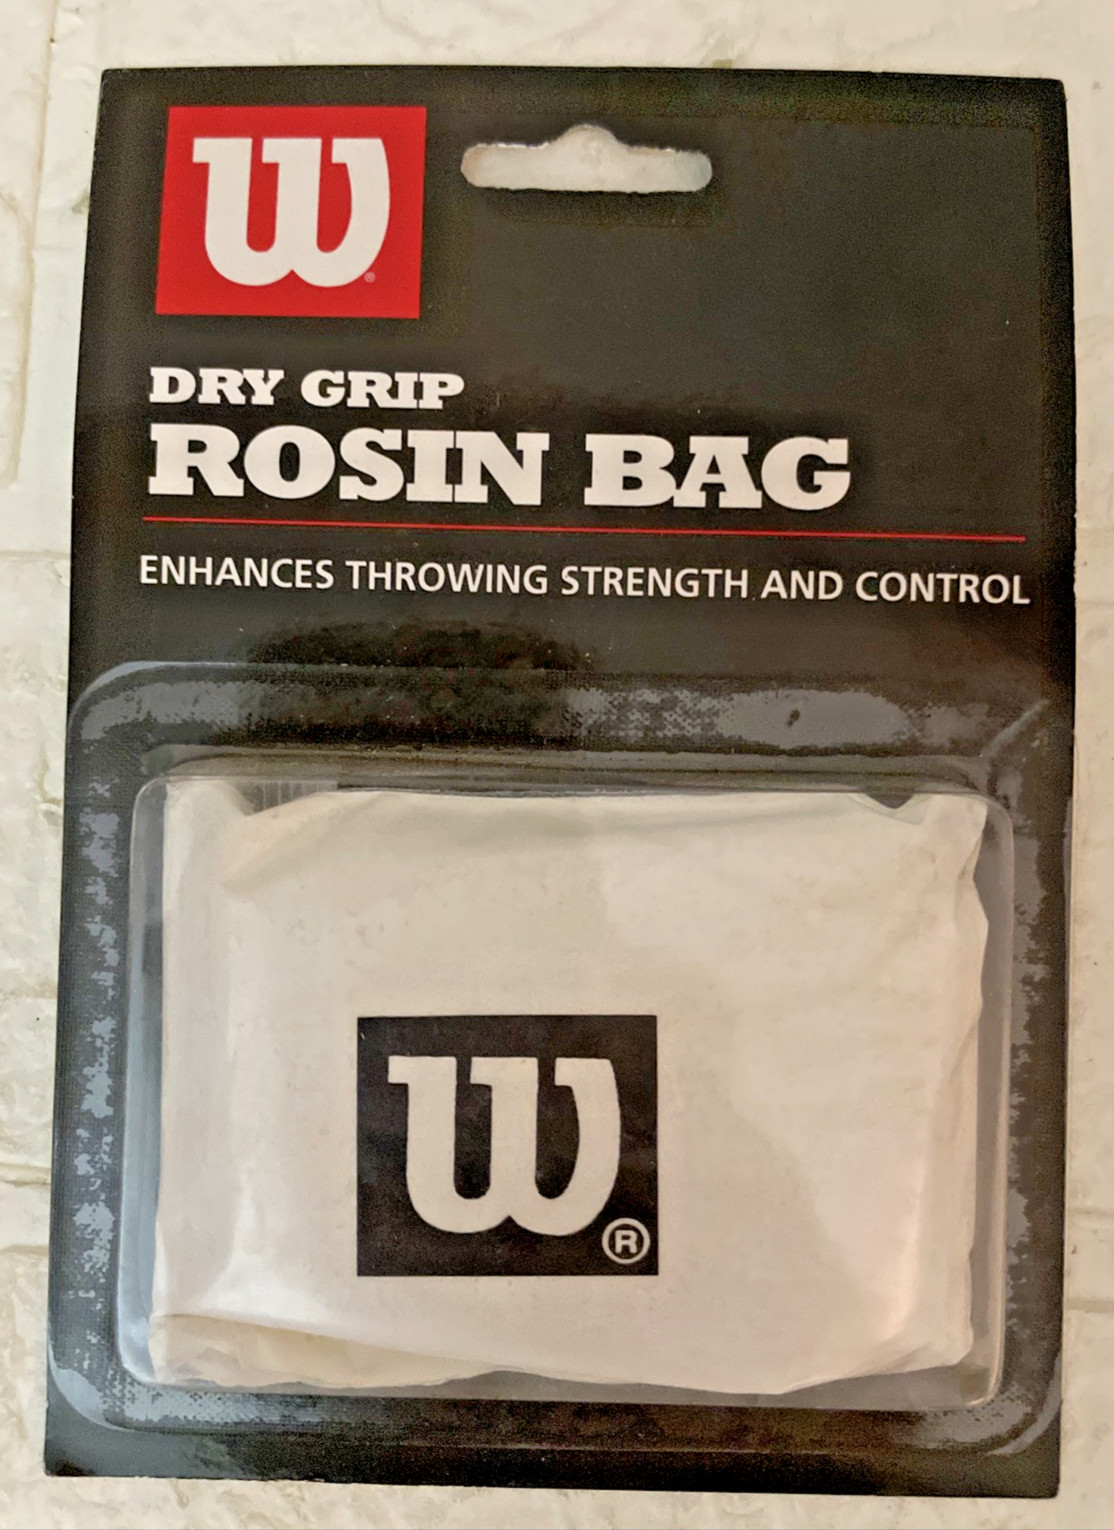 W®
DRY GRIP
ROSIN BAG
ENHANCES THROWING STRENGTH AND CONTROL
W®